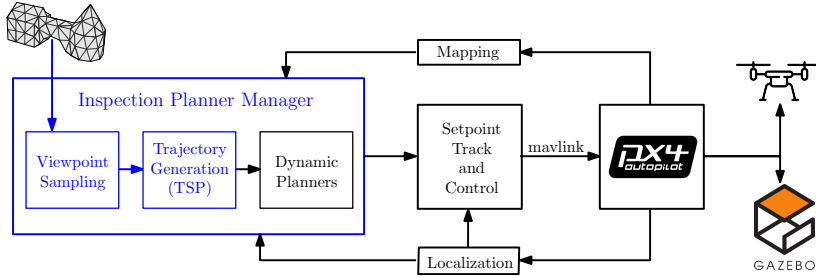 Mapping
Inspection Planner Manager
Viewpoint
Sampling
Trajectory
Generation
(TSP)
Dynamic
Planners
Setpoint
Track
and
Control
mavlink
px4
autopilot
Localization
GAZEBO